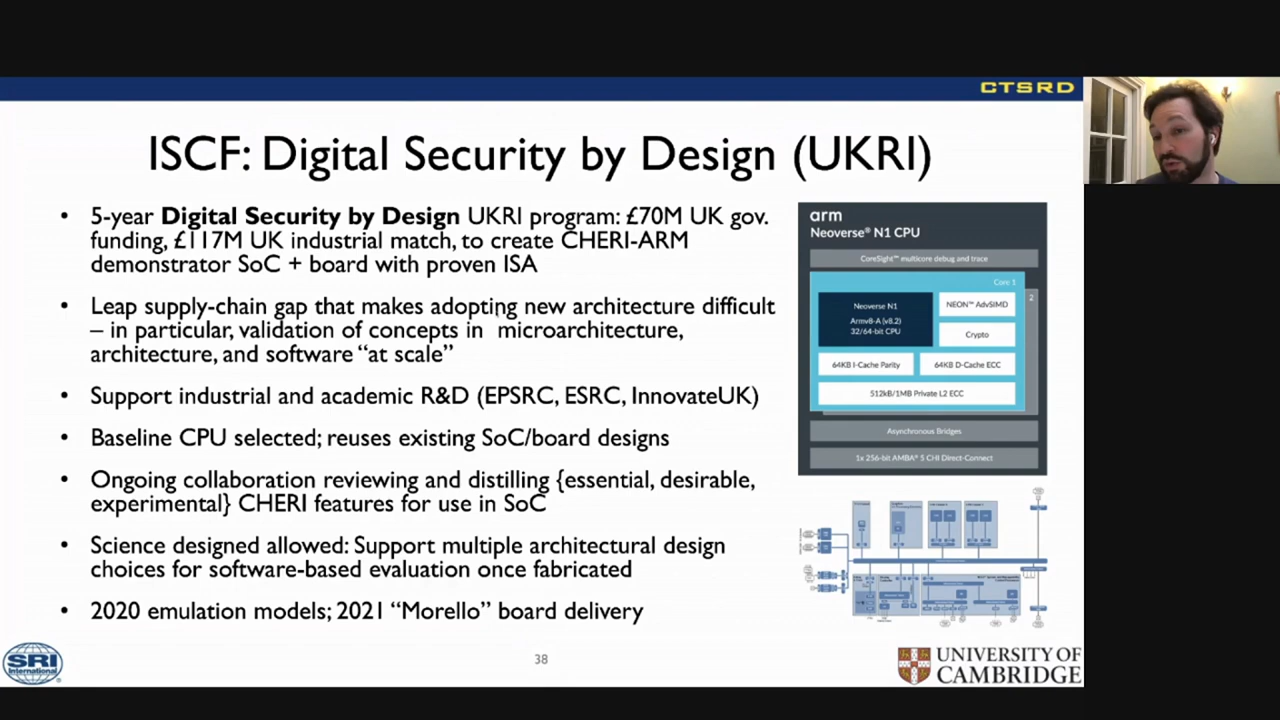 CTSRD
ISCF: Digital Security by Design (UKRI)
• 5-year Digital Security by Design UKRI program: £70M UK gov.
funding, £117M UK industrial match, to create CHERI-ARM
demonstrator SoC + board with proven ISA
• Leap supply-chain gap that makes adopting new architecture difficult
– in particular, validation of concepts in microarchitecture,
architecture, and software “at scale”
• Support industrial and academic R&D (EPSRC, ESRC, InnovateUK)
• Baseline CPU selected; reuses existing SoC/board designs
• Ongoing collaboration reviewing and distilling {essential, desirable,
experimental} CHERI features for use in SoC
• Science designed allowed: Support multiple architectural design
choices for software-based evaluation once fabricated
• 2020 emulation models; 2021 “Morello” board delivery
arm
Neoverse® N1 CPU
CoreSight™ multicore debug and trace
Core 1
2
Neoverse N1
Armv8-A (v8.2)
32/64-bit CPU
NEON™ AdvSIMD
Crypto
64KB I-Cache Parity
64KB D-Cache ECC
512kB/1MB Private L2 ECC
Asynchronous Bridges
1x 256-bit AMBA® 5 CHI Direct-Connect
SRI
International
38
UNIVERSITY OF
CAMBRIDGE